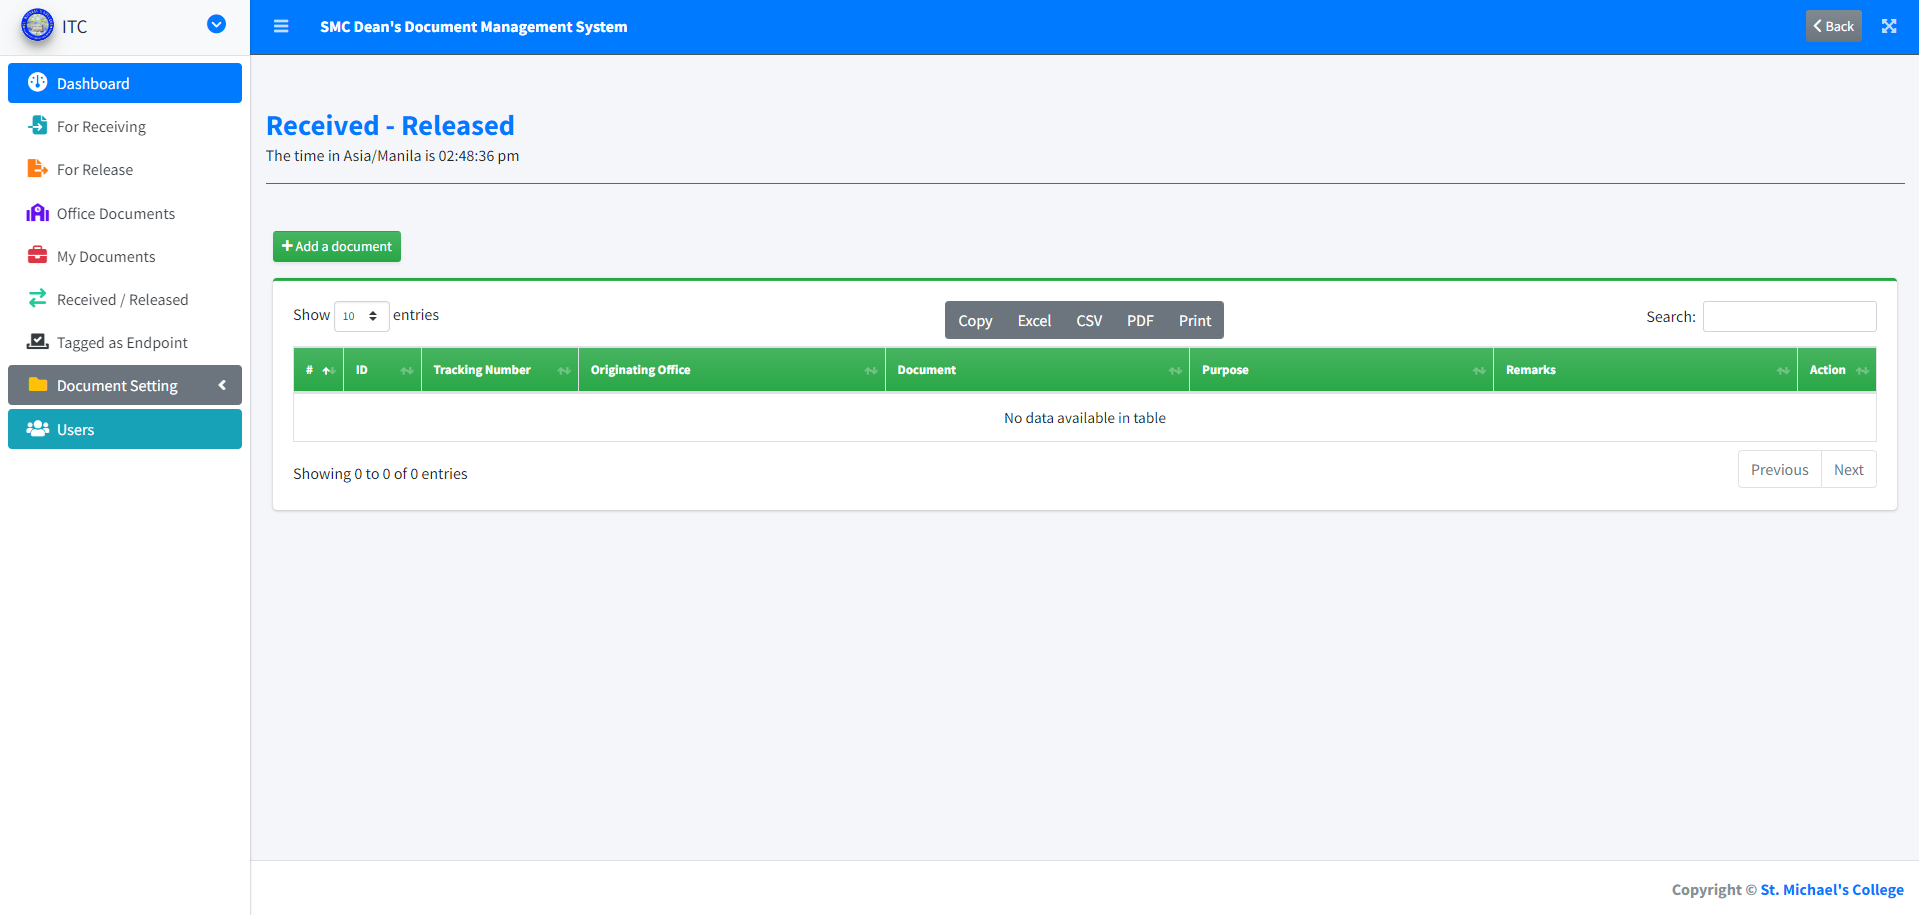 ITC
SMC Dean's Document Management System
Back
Dashboard
For Receiving
For Release
Office Documents
My Documents
Received / Released
Tagged as Endpoint
Document Setting
Users
Received - Released
The time in Asia/Manila is 02:48:36 pm
Add a document
Show 10 entries
Copy Excel CSV PDF Print
Search:
# ID Tracking Number Originating Office Document Purpose Remarks Action
No data available in table
Showing 0 to 0 of 0 entries
Previous Next
Copyright © St. Michael's College